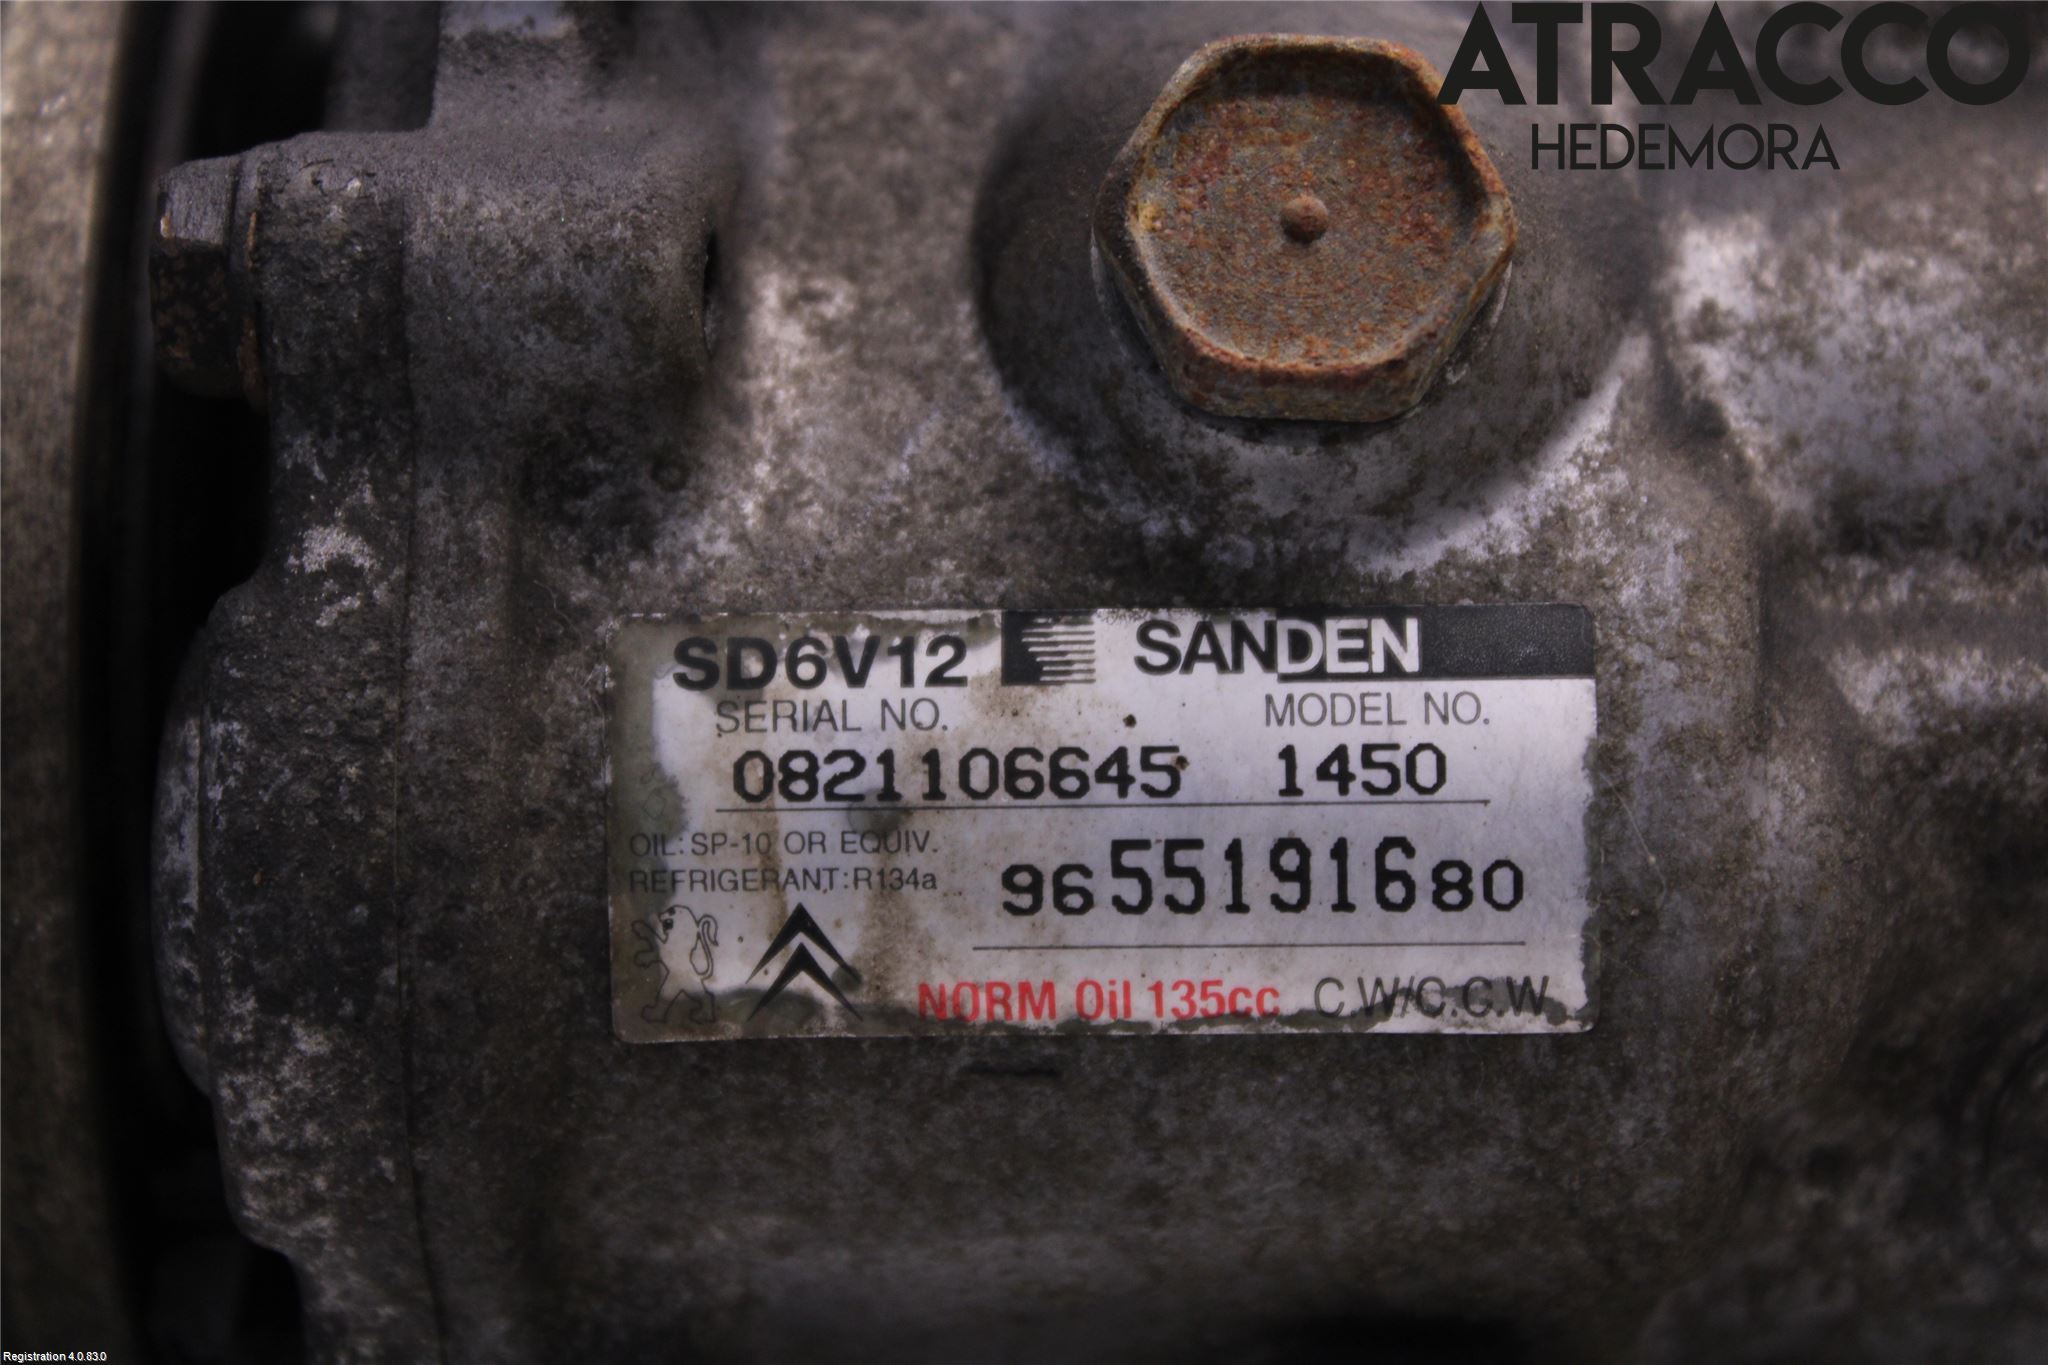 ATRACCO
HEDEMORA
SD6V12 SANDEN
SERIAL NO. MODEL NO.
0821106645 1450
OIL: SP-10 OR EQUIV.
REFRIGERANT: R134a
9655191680
NORM Oil 135cc C.W/C.C.W
Registration 4.0.83.0